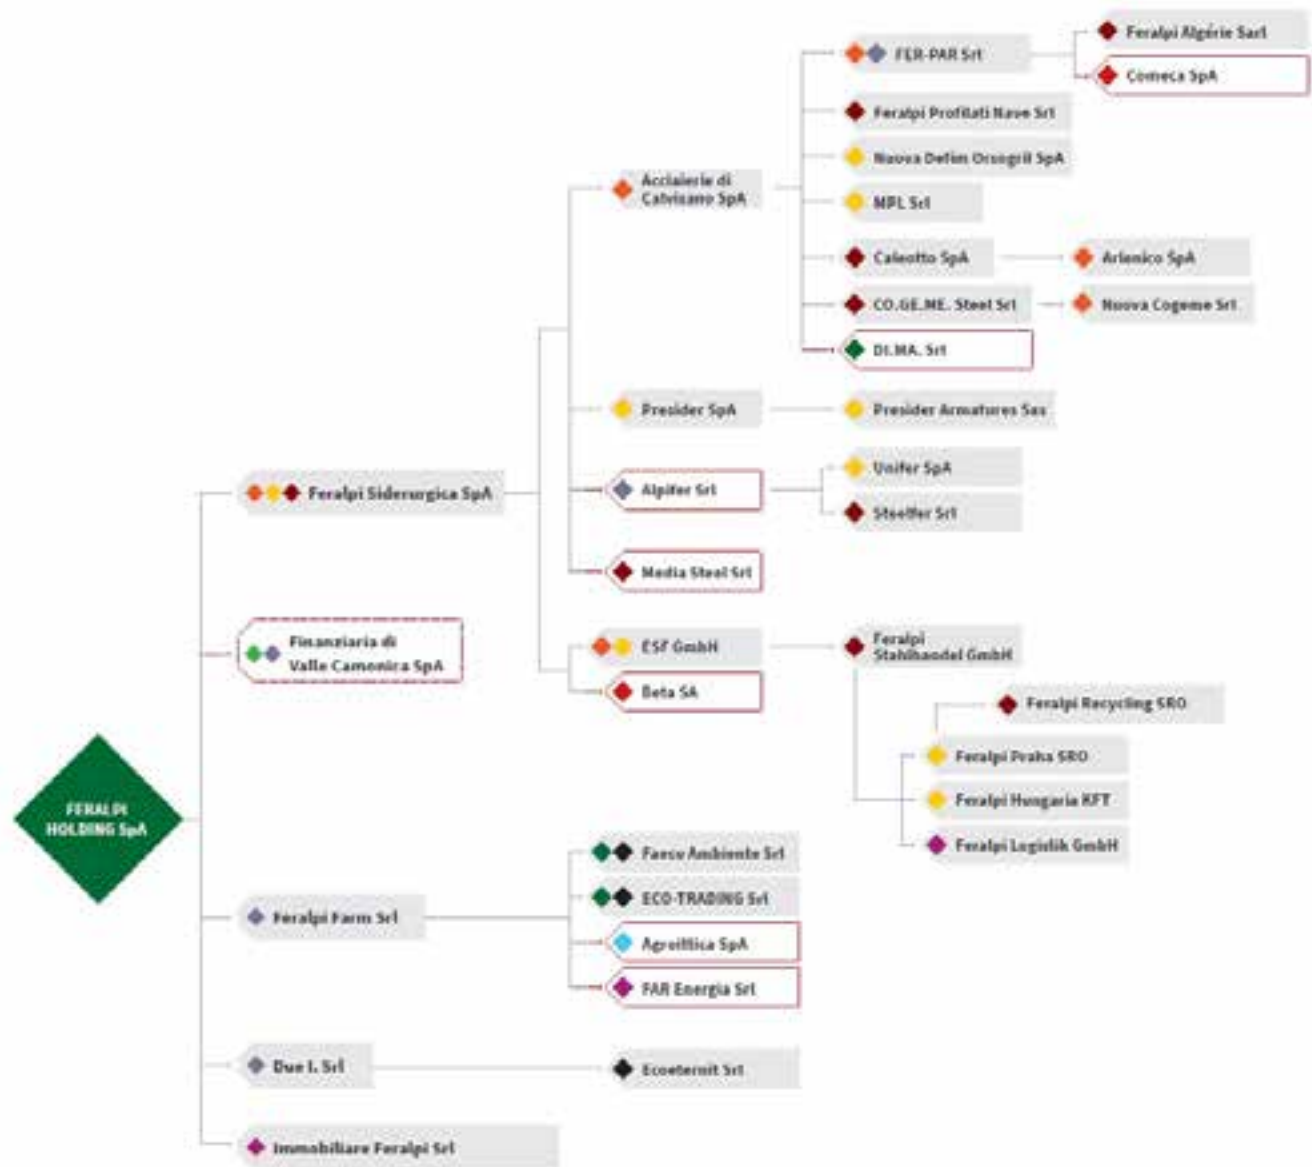 FERALPI
HOLDING SpA
Feralpi Siderurgica SpA
Acciaierie di
Calvisano SpA
FER-PAR Srl
Feralpi Algérie Sarl
Comeca SpA
Feralpi Profilati Nave Srl
Nuova Defim Orsogril SpA
MPL Srl
Caleotto SpA
Arlenico SpA
CO.GE.ME. Steel Srl
Nuova Cogeme Srl
DI.MA. Srl
Presider SpA
Presider Armatures Sas
Alpifer Srl
Unifer SpA
Steelfer Srl
Media Steel Srl
ESF GmbH
Feralpi
Stahlhandel GmbH
Feralpi Recycling SRO
Feralpi Praha SRO
Feralpi Hungaria KFT
Feralpi Logistik GmbH
Beta SA
Finanziaria di
Valle Camonica SpA
Feralpi Farm Srl
Faeco Ambiente Srl
ECO-TRADING Srl
Agroittica SpA
FAR Energia Srl
Due I. Srl
Ecoeternit Srl
Immobiliare Feralpi Srl